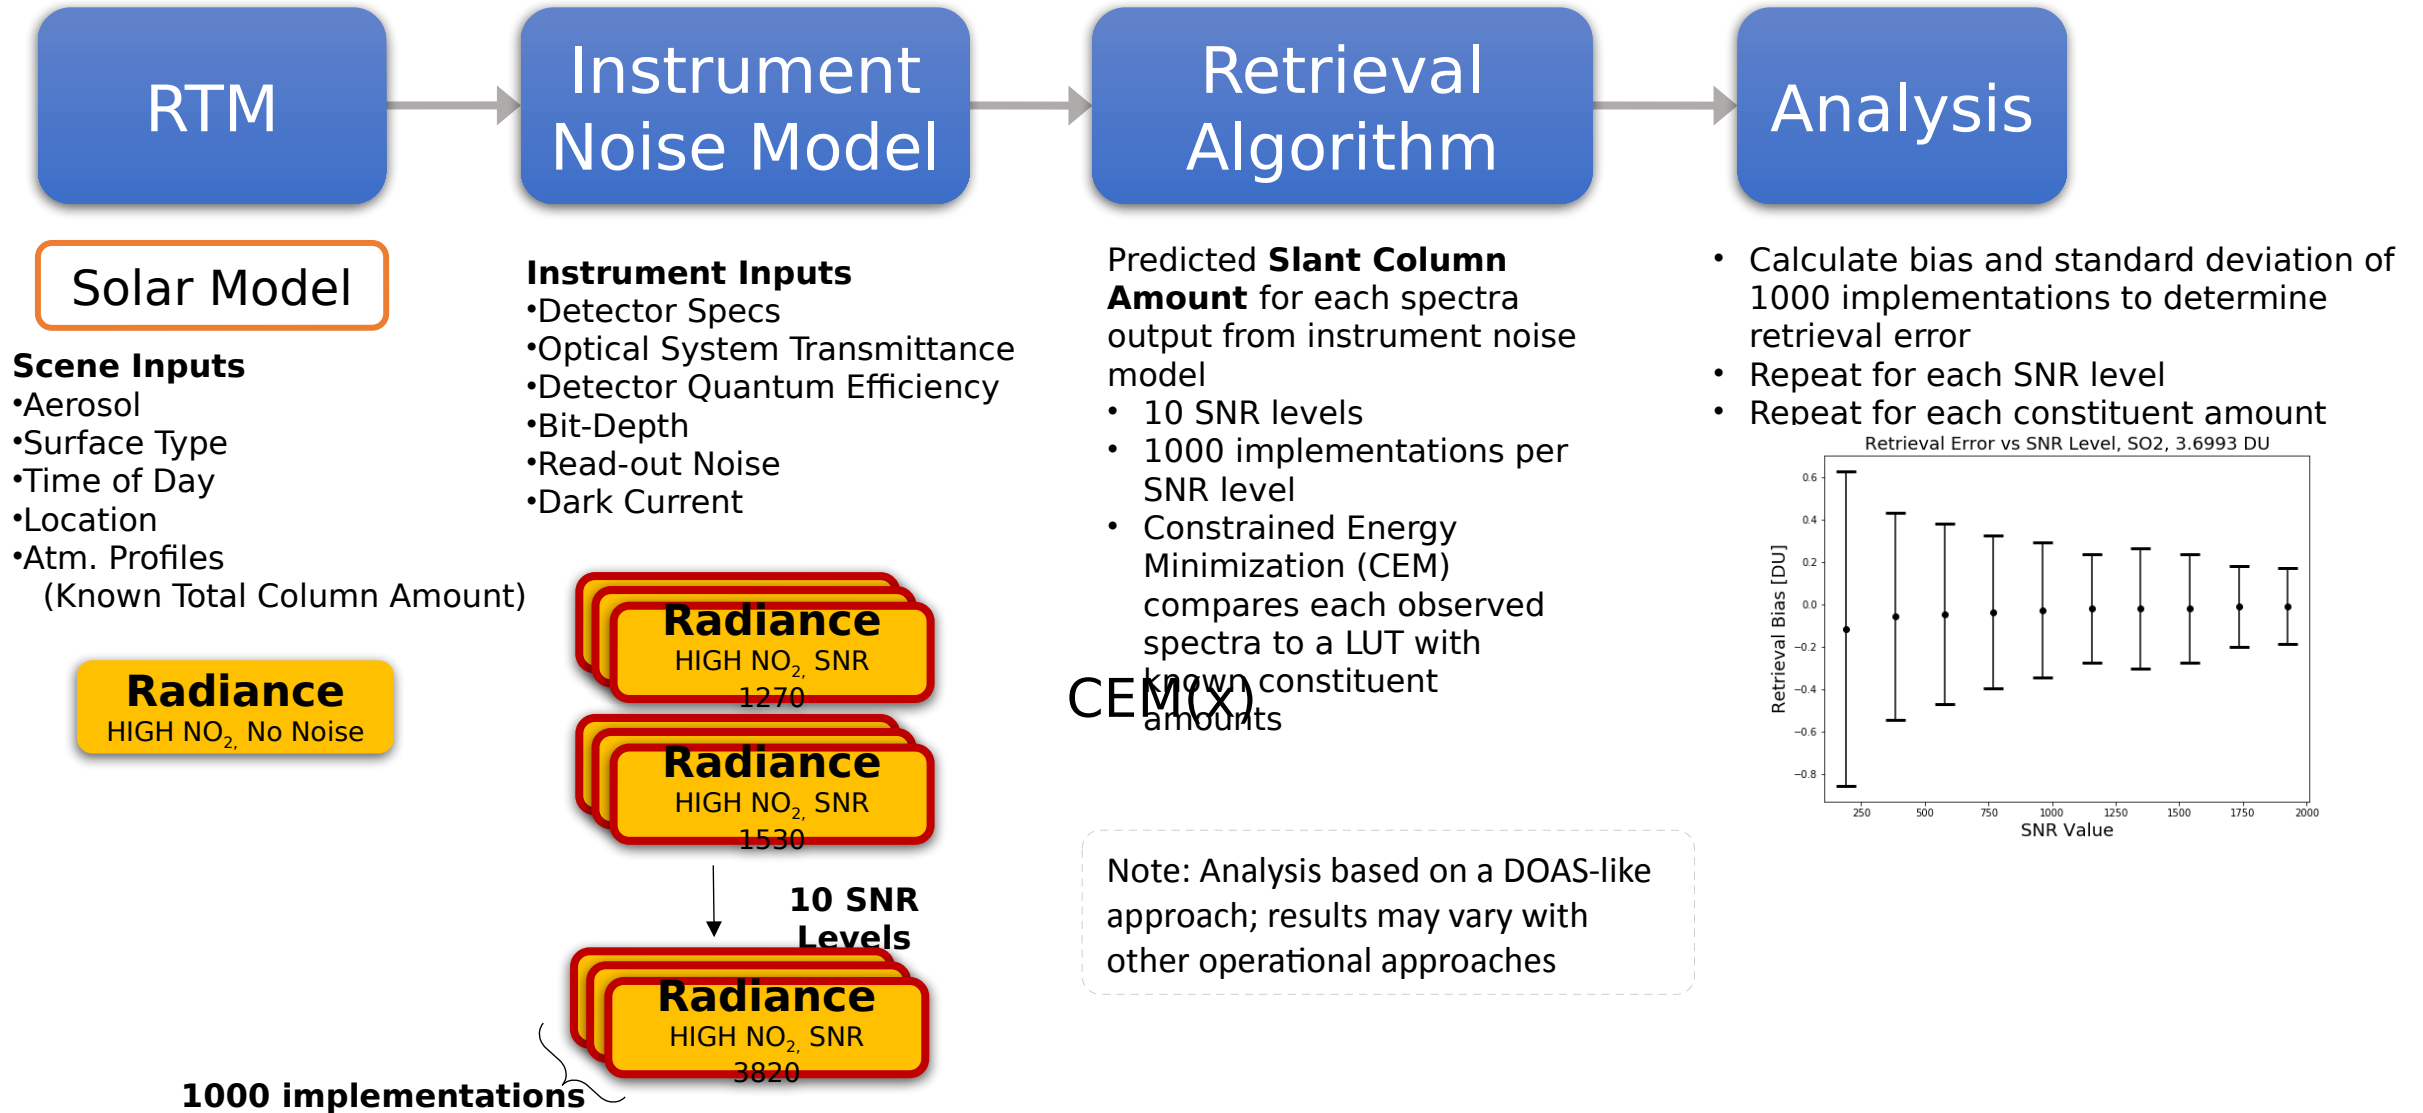 RTM
Instrument
Noise Model
Retrieval
Algorithm
Analysis
Solar Model
Scene Inputs
•Aerosol
•Surface Type
•Time of Day
•Location
•Atm. Profiles
(Known Total Column Amount)
Radiance
HIGH NO2, No Noise
Instrument Inputs
•Detector Specs
•Optical System Transmittance
•Detector Quantum Efficiency
•Bit-Depth
•Read-out Noise
•Dark Current
Radiance
HIGH NO2, SNR
1270
Radiance
HIGH NO2, SNR
1530
10 SNR
Levels
Radiance
HIGH NO2, SNR
3820
1000 implementations
Predicted Slant Column
Amount for each spectra
output from instrument noise
model
• 10 SNR levels
• 1000 implementations per
SNR level
• Constrained Energy
Minimization (CEM)
compares each observed
spectra to a LUT with
known constituent
amounts
CEM(x)
Note: Analysis based on a DOAS-like
approach; results may vary with
other operational approaches
• Calculate bias and standard deviation of
1000 implementations to determine
retrieval error
• Repeat for each SNR level
• Repeat for each constituent amount
Retrieval Error vs SNR Level, SO2, 3.6993 DU
Retrieval Bias [DU]
0.6
0.4
0.2
0.0
−0.2
−0.4
−0.6
−0.8
250 500 750 1000 1250 1500 1750 2000
SNR Value